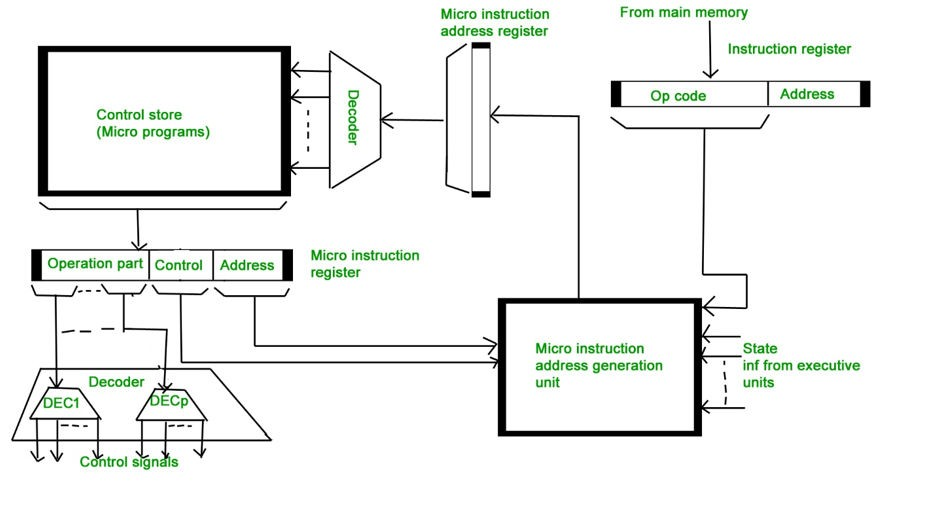 Micro instruction
address register
From main memory
Instruction register
Op code
Address
Control store
(Micro programs)
Decoder
Operation part
Control
Address
Micro instruction
register
Micro instruction
address generation
unit
State
inf from executive
units
Decoder
DEC1
DECp
Control signals